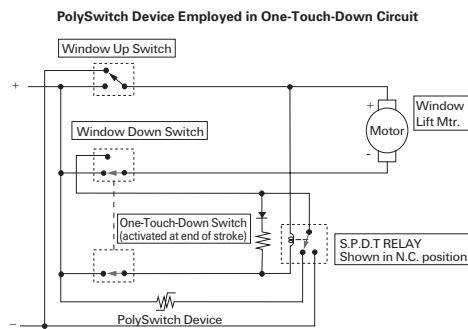 PolySwitch Device Employed in One-Touch-Down Circuit
Window Up Switch
+
+
Motor
-
Window
Lift Mtr.
Window Down Switch
One-Touch-Down Switch
(activated at end of stroke)
S.P.D.T RELAY
Shown in N.C. position
PolySwitch Device
–